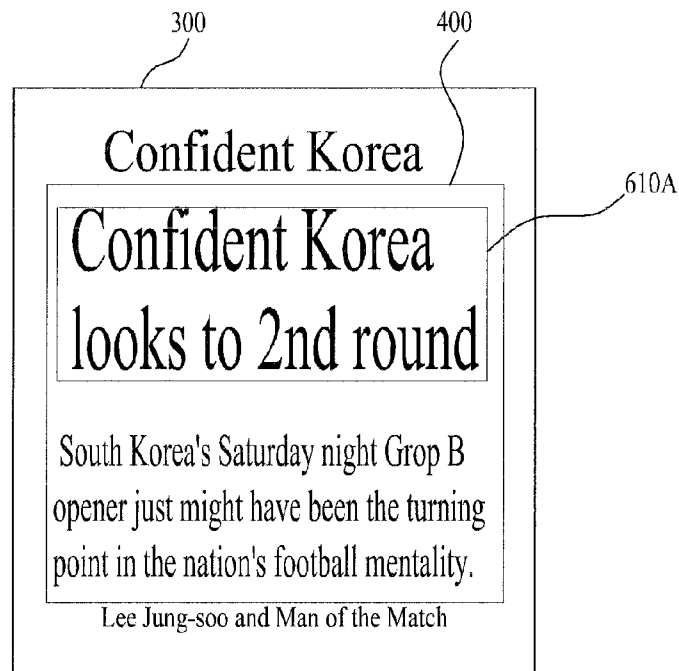 300
400
Confident Korea
610A
Confident Korea
looks to 2nd round
South Korea's Saturday night Grop B
opener just might have been the turning
point in the nation's football mentality.
Lee Jung-soo and Man of the Match